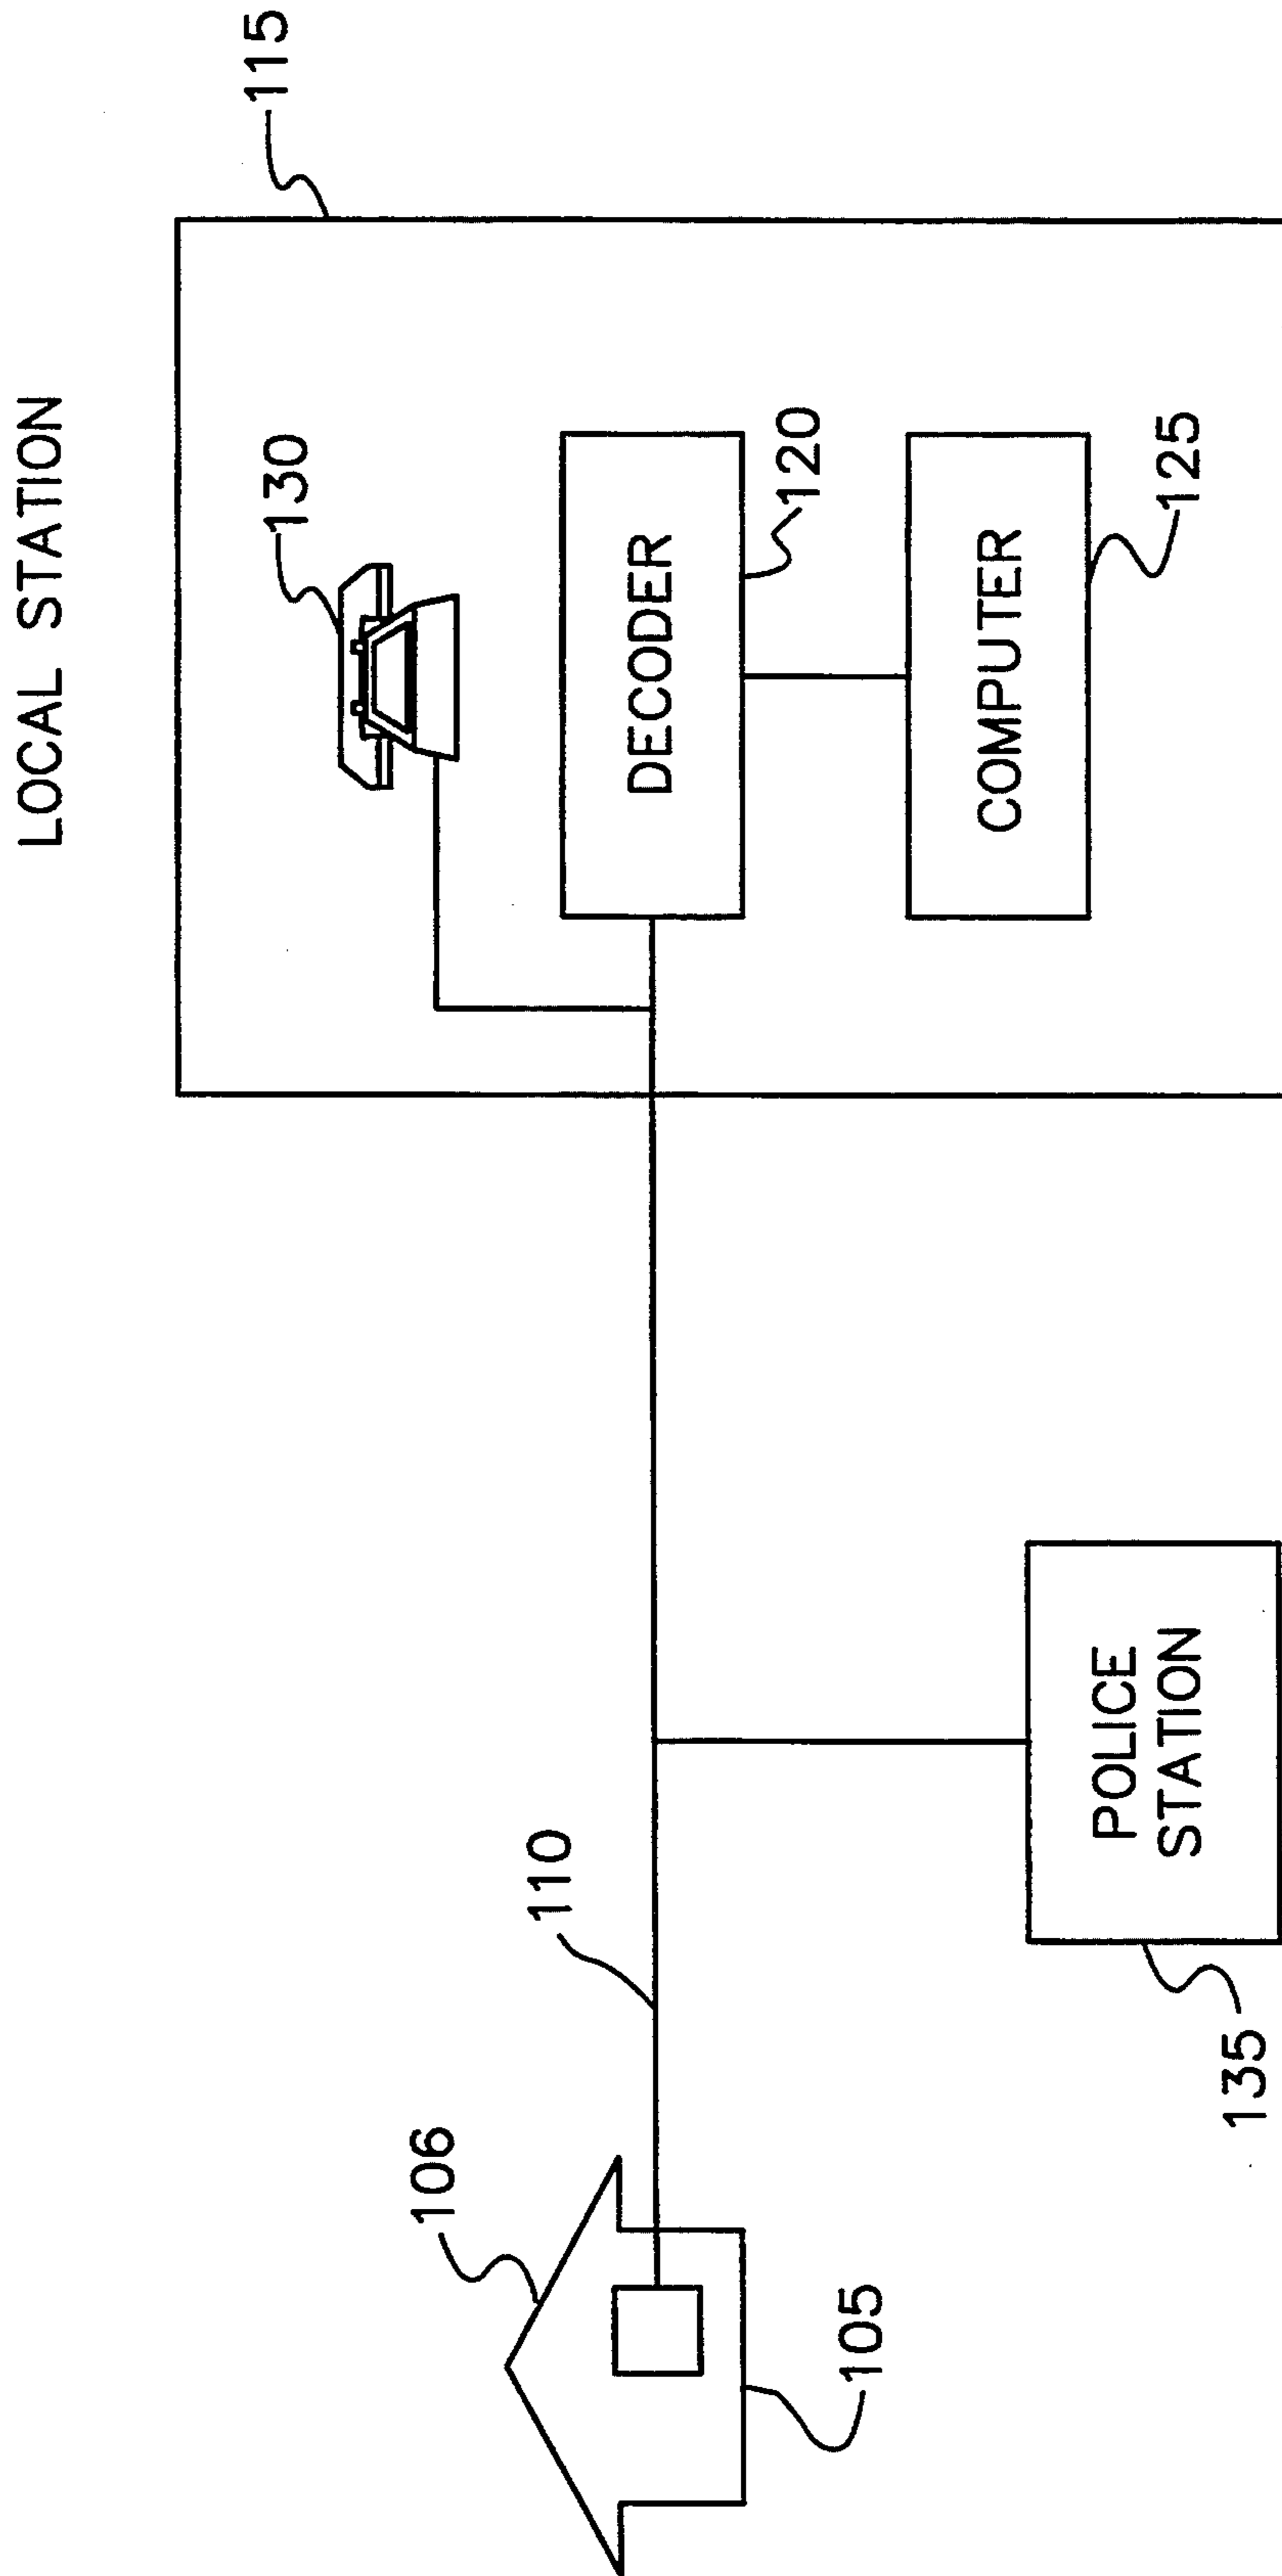 LOCAL STATION
115
130
DECODER
120
COMPUTER
125
110
POLICE
STATION
135
106
105